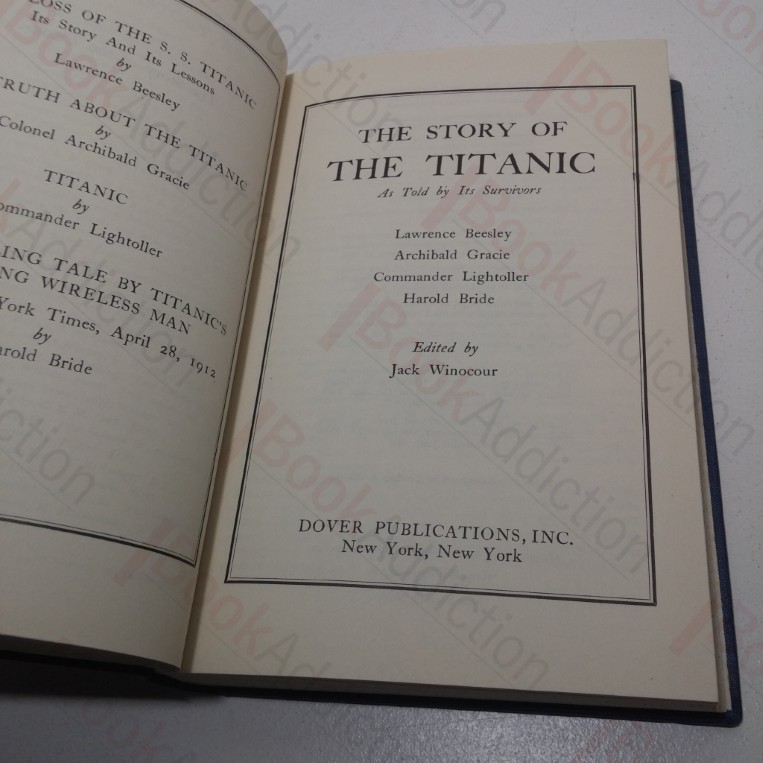 LOSS OF THE S. S. TITANIC
Its Story And Its Lessons
by
Lawrence Beesley
TRUTH ABOUT THE TITANIC
by
Colonel Archibald Gracie
TITANIC
by
ommander Lightoller
ING TALE BY TITANIC'S
NG WIRELESS MAN
York Times, April 28, 1912
by
arold Bride
THE STORY OF
THE TITANIC
As Told by Its Survivors
Lawrence Beesley
Archibald Gracie
Commander Lightoller
Harold Bride
Edited by
Jack Winocour
DOVER PUBLICATIONS, INC.
New York, New York
BookAddiction